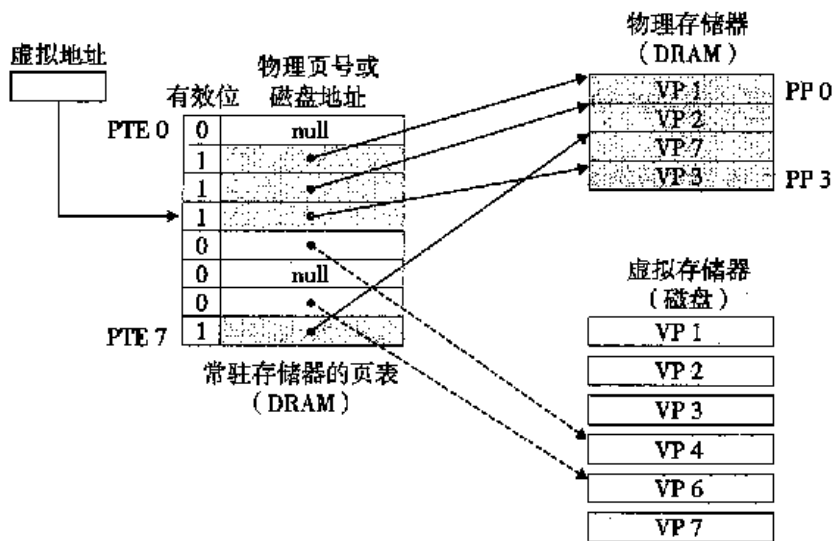 虚拟地址
有效位
物理页号或
磁盘地址
PTE 0
0
null
1
1
1
0
0
null
0
PTE 7
1
常驻存储器的页表
（DRAM）
物理存储器
（DRAM）
VP 1
PP 0
VP 2
VP 7
VP 3
PP 3
虚拟存储器
（磁盘）
VP 1
VP 2
VP 3
VP 4
VP 6
VP 7